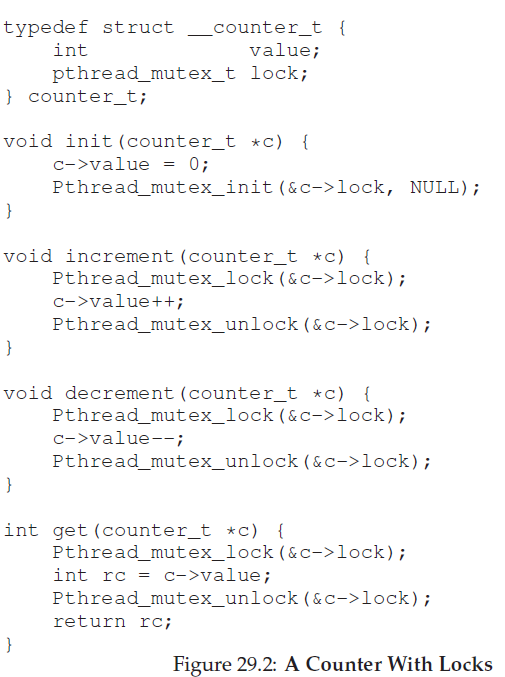 typedef struct __counter_t {
    int             value;
    pthread_mutex_t lock;
} counter_t;

void init(counter_t *c) {
    c->value = 0;
    Pthread_mutex_init(&c->lock, NULL);
}

void increment(counter_t *c) {
    Pthread_mutex_lock(&c->lock);
    c->value++;
    Pthread_mutex_unlock(&c->lock);
}

void decrement(counter_t *c) {
    Pthread_mutex_lock(&c->lock);
    c->value--;
    Pthread_mutex_unlock(&c->lock);
}

int get(counter_t *c) {
    Pthread_mutex_lock(&c->lock);
    int rc = c->value;
    Pthread_mutex_unlock(&c->lock);
    return rc;
}
Figure 29.2: A Counter With Locks